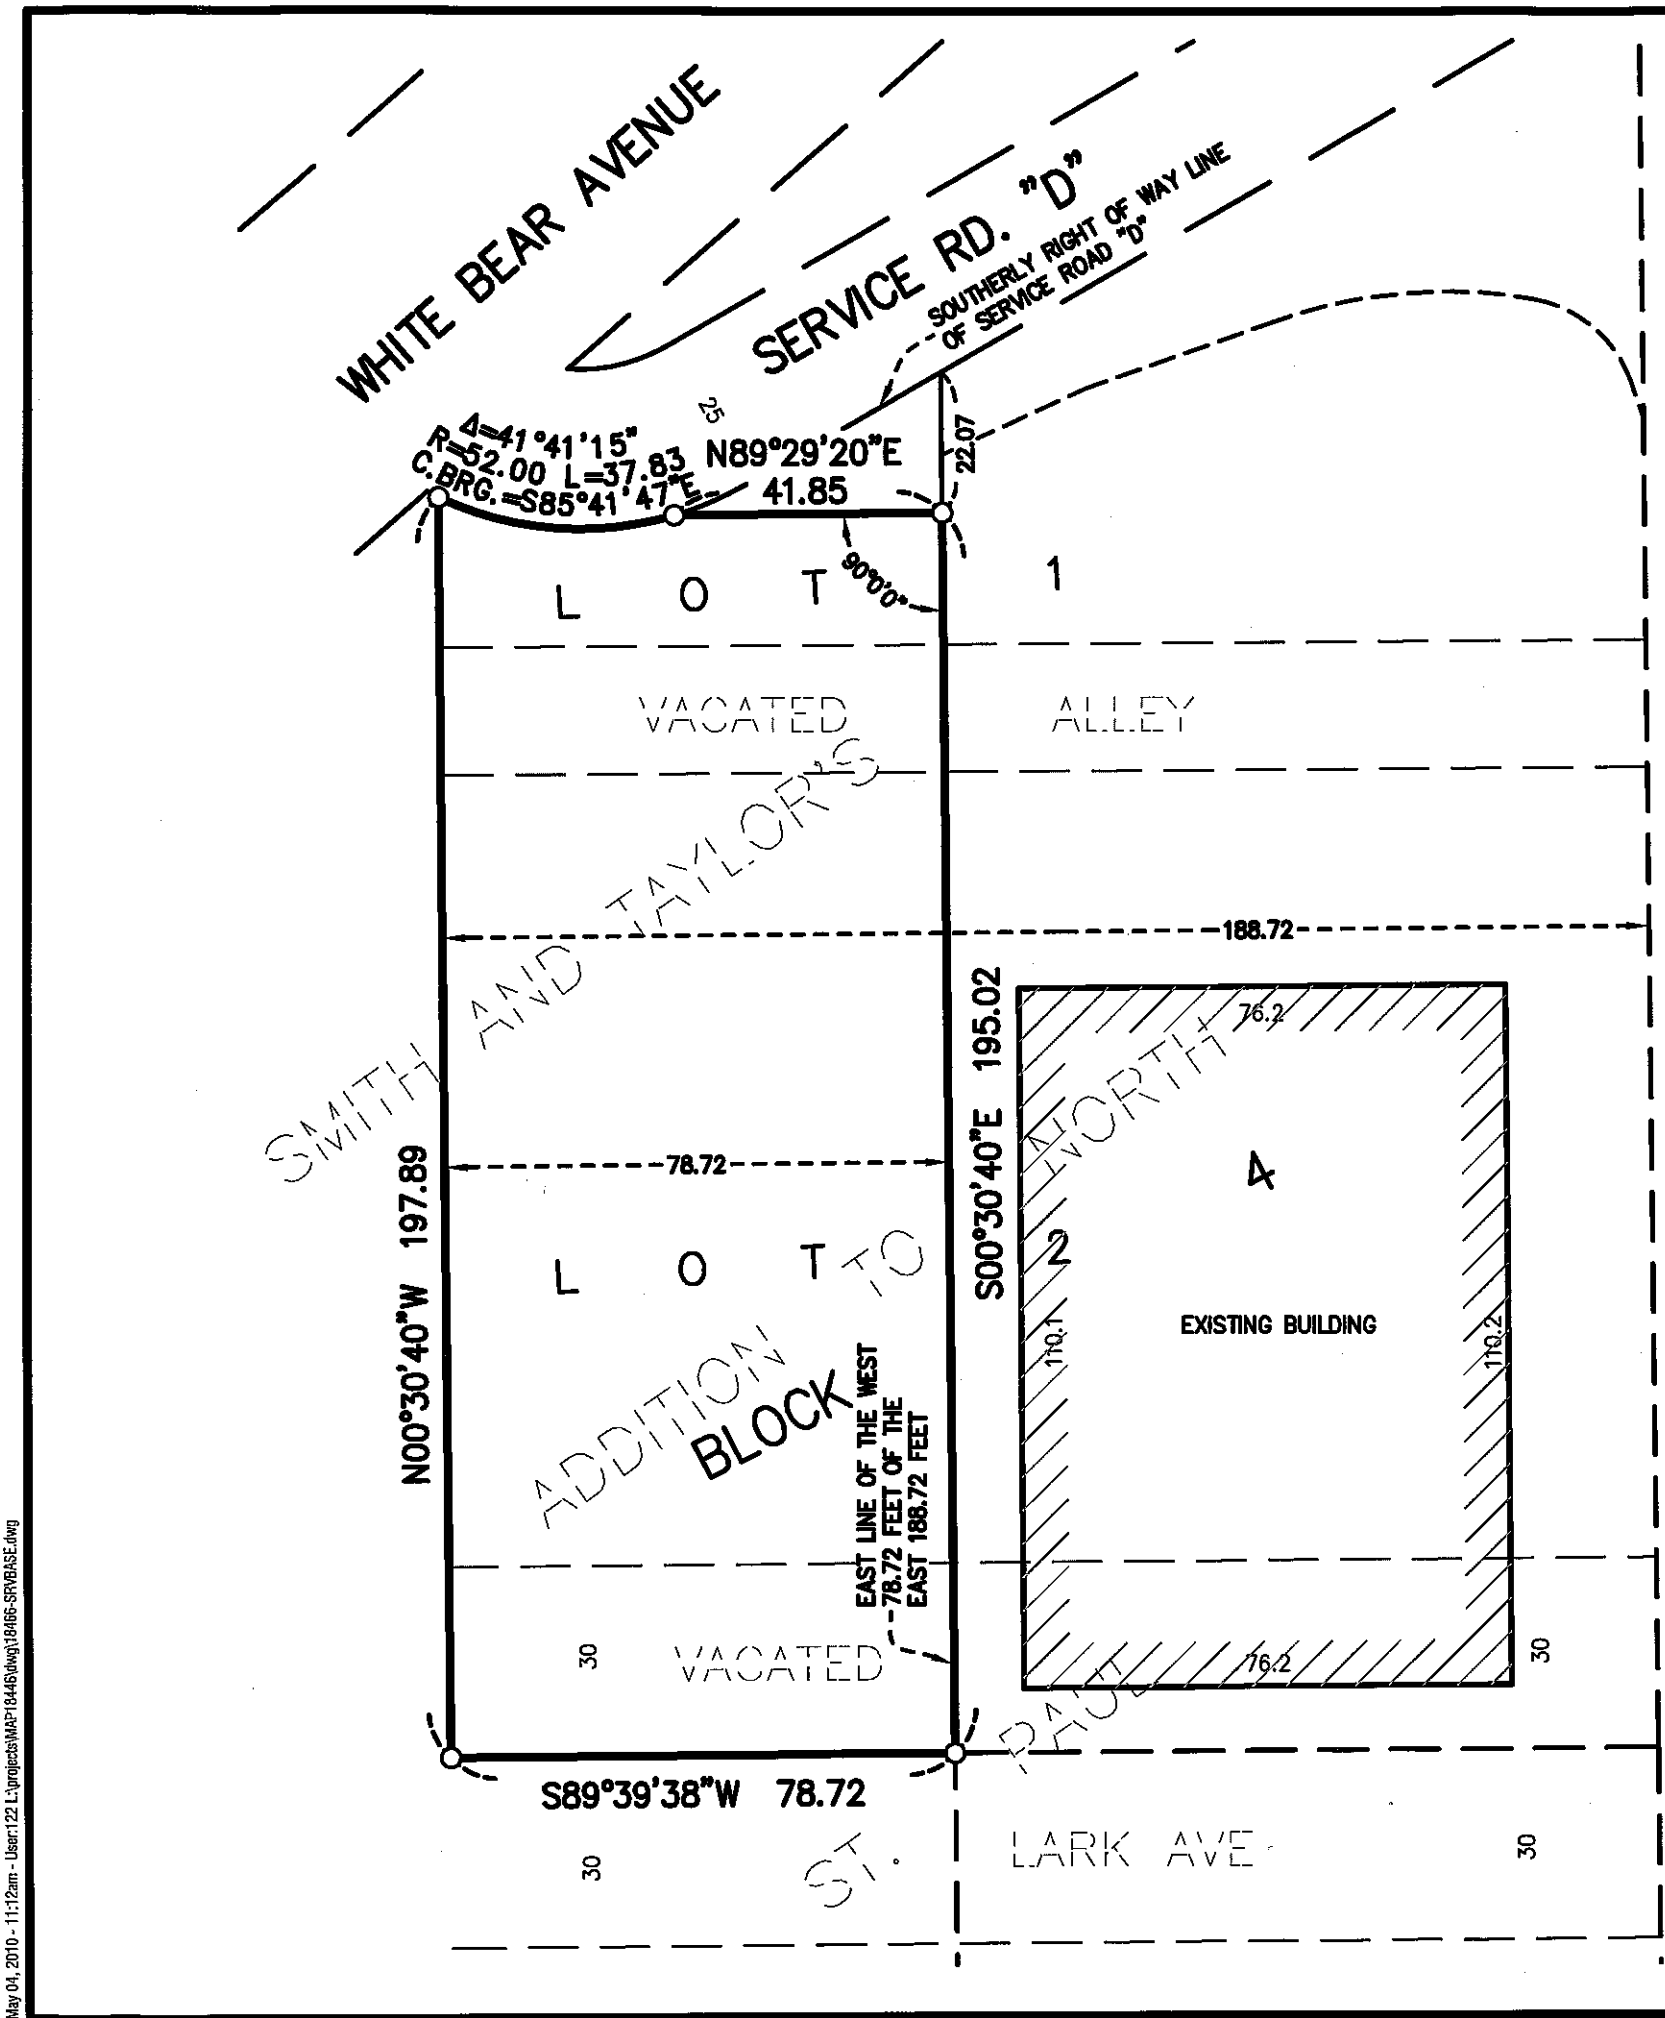 WHITE BEAR AVENUE
SERVICE RD. "D"
SOUTHERLY RIGHT OF WAY LINE
OF SERVICE ROAD "D"
25
Δ=41°41'15"
R=52.00 L=37.83
C.BRG.=S85°41'47"E
N89°29'20"E
41.85
22.07
90°0'0"
LOT 1
VACATED ALLEY
SMITH AND TAYLOR'S
188.72
N00°30'40"W 197.89
78.72
S00°30'40"E 195.02
76.2
NORTH
4
LOT 2
ADDITION TO
BLOCK
EAST LINE OF THE WEST
78.72 FEET OF THE
EAST 188.72 FEET
110.1
EXISTING BUILDING
110.2
30
VACATED
76.2
30
ST. PAUL
S89°39'38"W 78.72
30
LARK AVE
30
May 04, 2010 - 11:12am - User:122 L:\projects\MAP18446\dwg\18466-SRVBASE.dwg